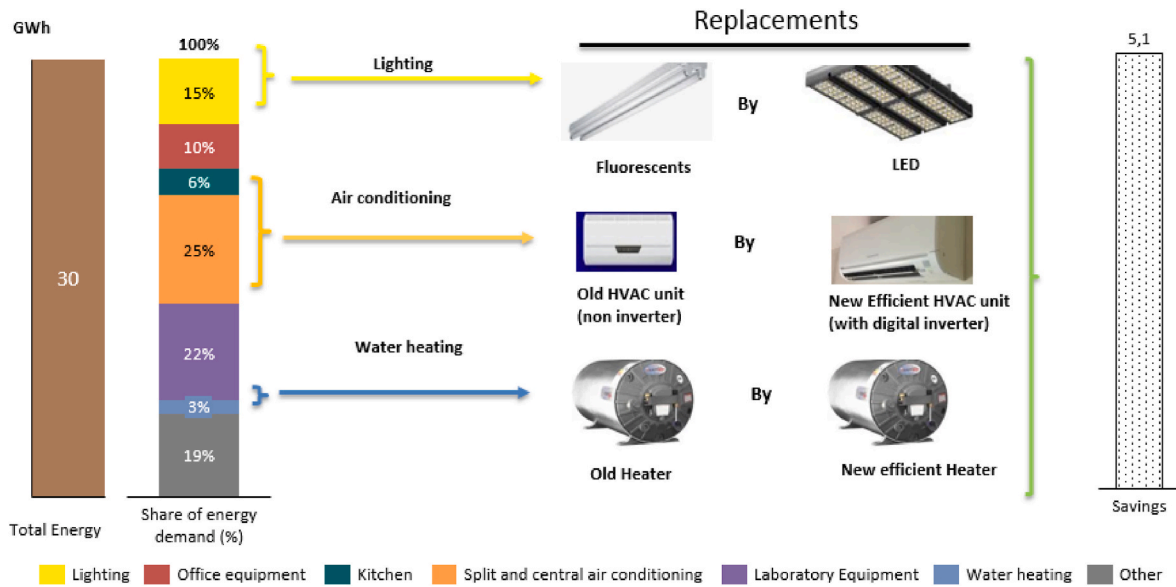 GWh
Replacements
5,1
100%
Lighting
15%
By
10%
Fluorescents
LED
6%
Air conditioning
By
25%
30
Old HVAC unit
(non inverter)
New Efficient HVAC unit
(with digital inverter)
Water heating
22%
By
3%
19%
Old Heater
New efficient Heater
Total Energy
Share of energy
demand (%)
Savings
Lighting
Office equipment
Kitchen
Split and central air conditioning
Laboratory Equipment
Water heating
Other